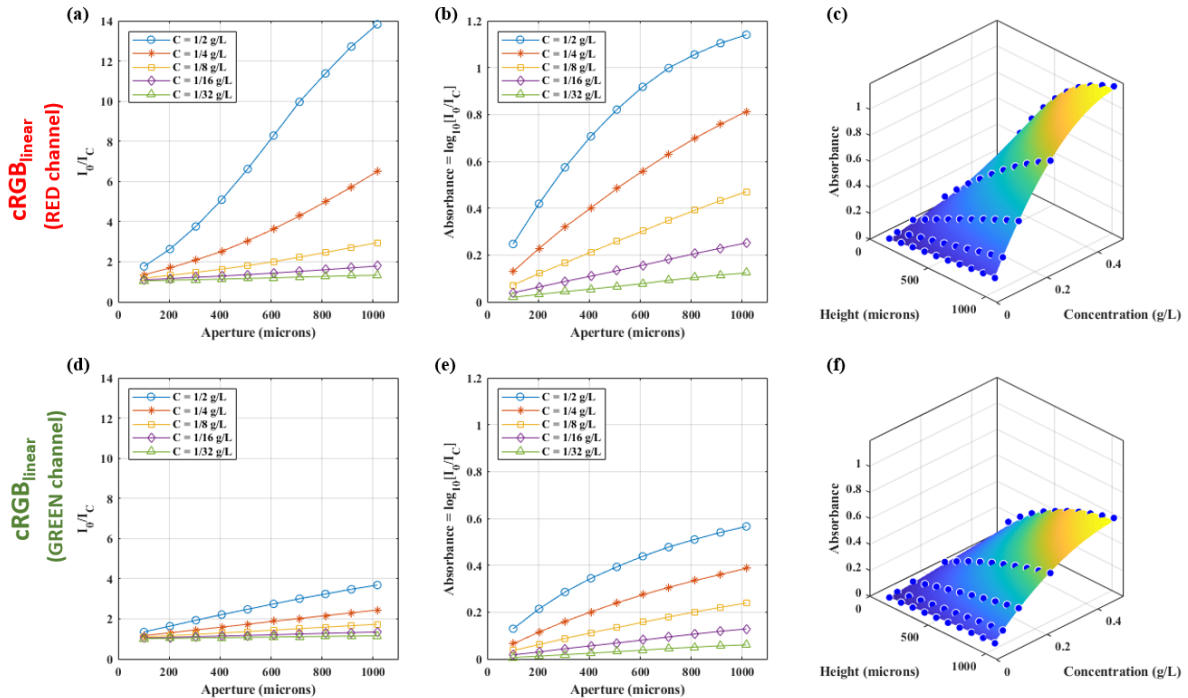 (a)
(b)
(c)
cRGBlinear
(RED channel)
I0/IC
14
12
10
8
6
4
2
0
C = 1/2 g/L
C = 1/4 g/L
C = 1/8 g/L
C = 1/16 g/L
C = 1/32 g/L
0 200 400 600 800 1000
Aperture (microns)
Absorbance = log10[I0/IC]
1.2
1
0.8
0.6
0.4
0.2
0
C = 1/2 g/L
C = 1/4 g/L
C = 1/8 g/L
C = 1/16 g/L
C = 1/32 g/L
0 200 400 600 800 1000
Aperture (microns)
Absorbance
1
0.8
0.6
0.4
0.2
0
0
500
1000
0
0.2
0.4
Height (microns)
Concentration (g/L)
(d)
(e)
(f)
cRGBlinear
(GREEN channel)
I0/IC
14
12
10
8
6
4
2
0
C = 1/2 g/L
C = 1/4 g/L
C = 1/8 g/L
C = 1/16 g/L
C = 1/32 g/L
0 200 400 600 800 1000
Aperture (microns)
Absorbance = log10[I0/IC]
1.2
1
0.8
0.6
0.4
0.2
0
C = 1/2 g/L
C = 1/4 g/L
C = 1/8 g/L
C = 1/16 g/L
C = 1/32 g/L
0 200 400 600 800 1000
Aperture (microns)
Absorbance
1
0.8
0.6
0.4
0.2
0
0
500
1000
0
0.2
0.4
Height (microns)
Concentration (g/L)